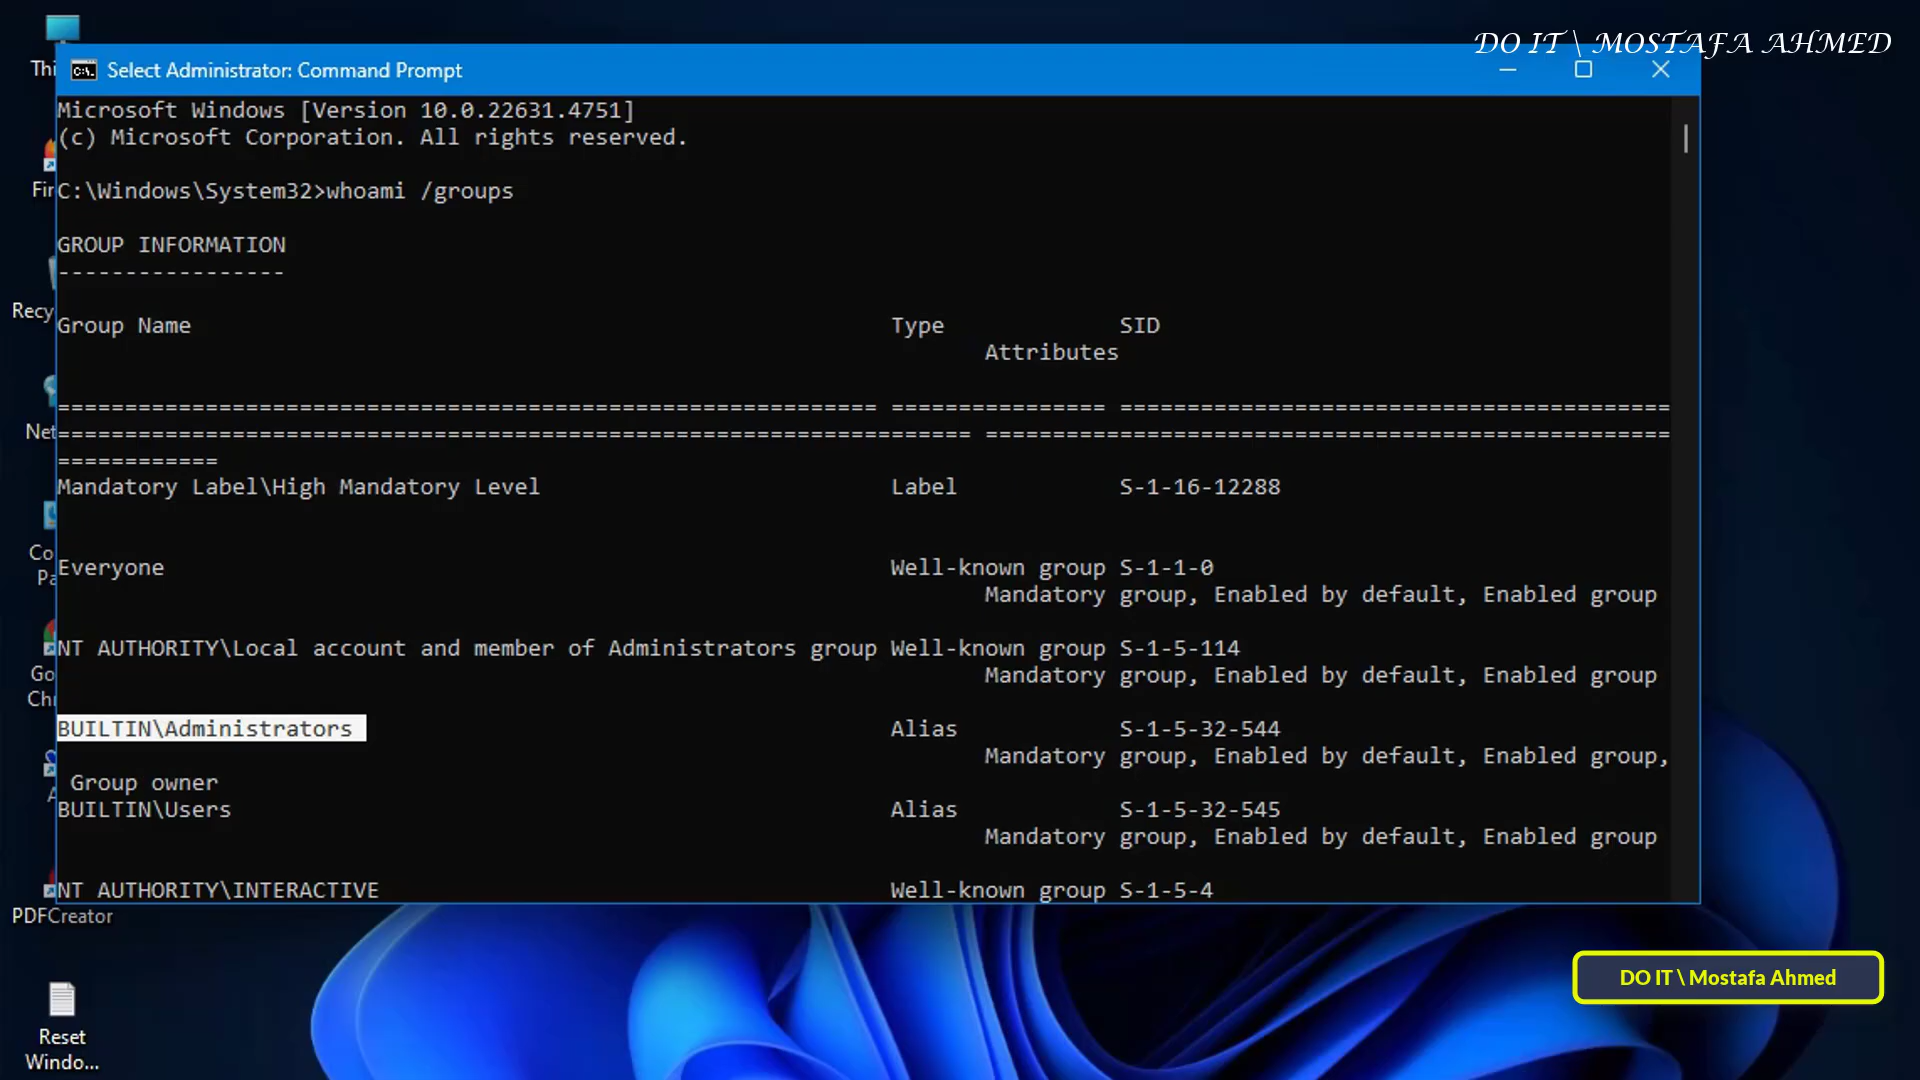 DO IT \ MOSTAFA AHMED
Select Administrator: Command Prompt
Microsoft Windows [Version 10.0.22631.4751]
(c) Microsoft Corporation. All rights reserved.
C:\Windows\System32>whoami /groups
GROUP INFORMATION
-----------------
Group Name Type SID
Attributes
============================================================= ================ =========================================
==================================================================== ===================================================
============
Mandatory Label\High Mandatory Level Label S-1-16-12288
Everyone Well-known group S-1-1-0
Mandatory group, Enabled by default, Enabled group
NT AUTHORITY\Local account and member of Administrators group Well-known group S-1-5-114
Mandatory group, Enabled by default, Enabled group
BUILTIN\Administrators Alias S-1-5-32-544
Mandatory group, Enabled by default, Enabled group,
Group owner
BUILTIN\Users Alias S-1-5-32-545
Mandatory group, Enabled by default, Enabled group
NT AUTHORITY\INTERACTIVE Well-known group S-1-5-4
Thi
Fir
Recy
Net
Co
Pa
Go
Chr
A
PDFCreator
Reset
Windo...
DO IT \ Mostafa Ahmed